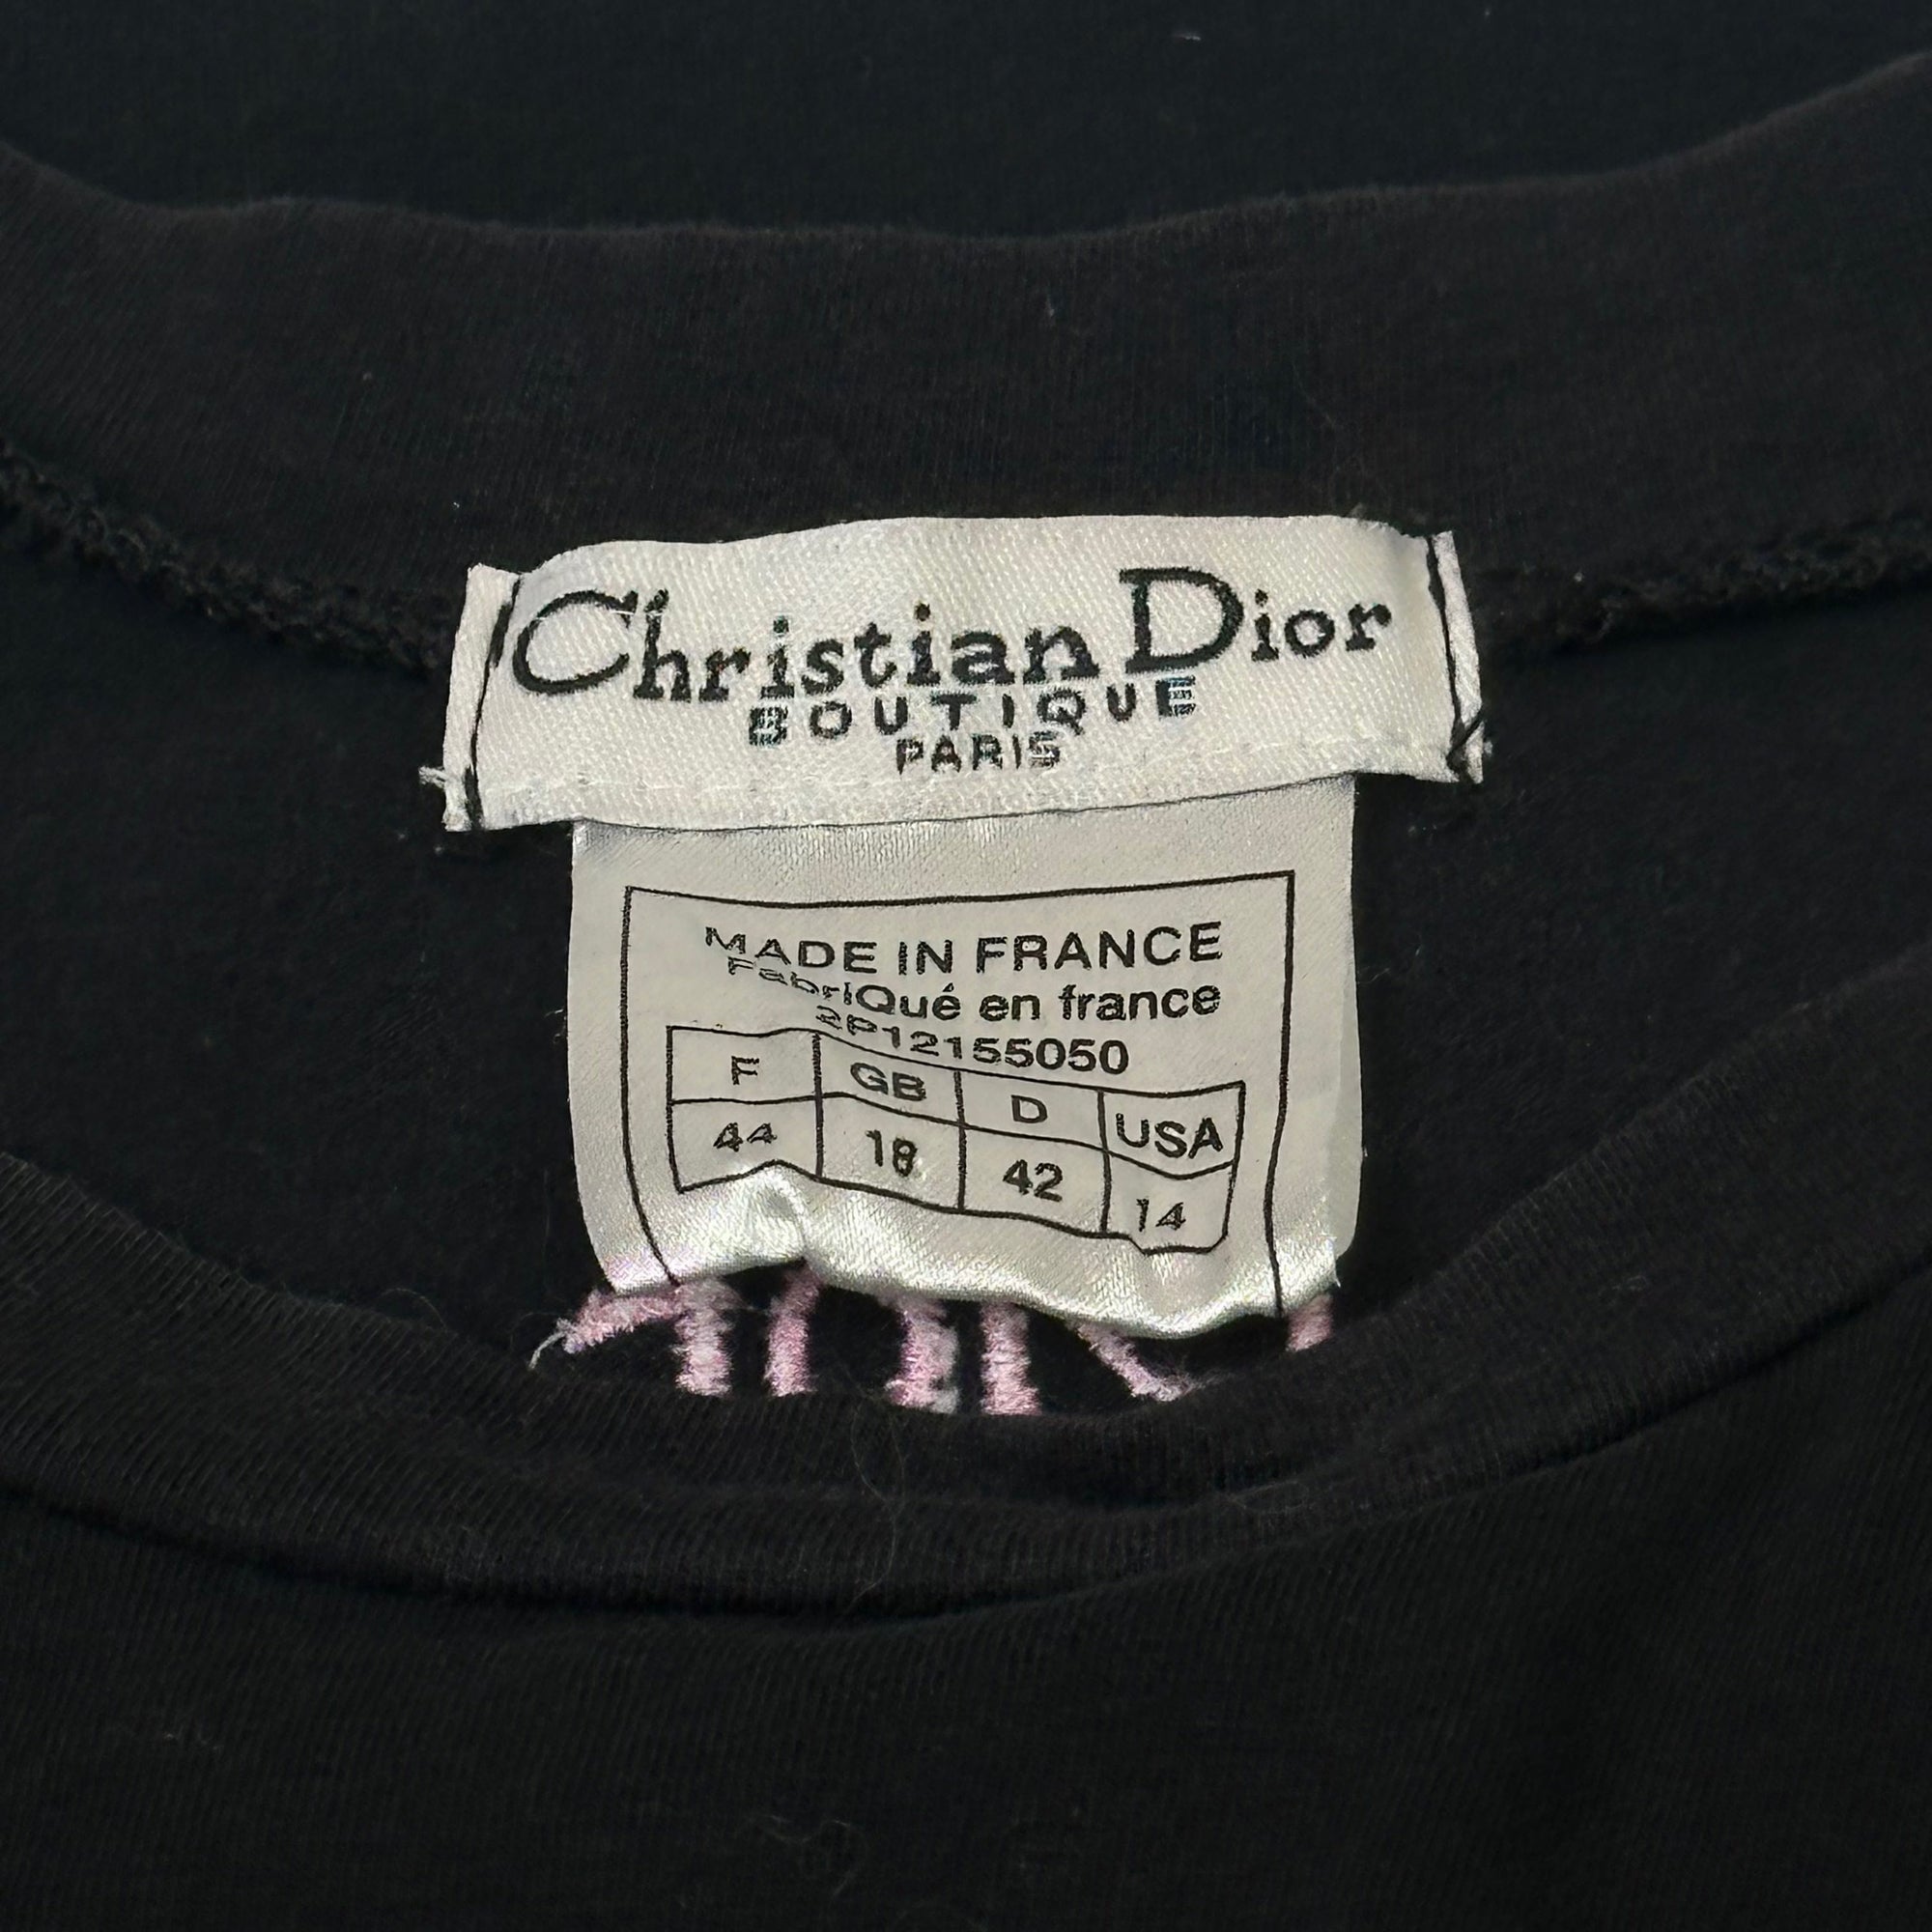 Christian Dior
BOUTIQUE
PARIS
MADE IN FRANCE
FabriQué en france
2P12155050
F GB D USA
44 18 42 14